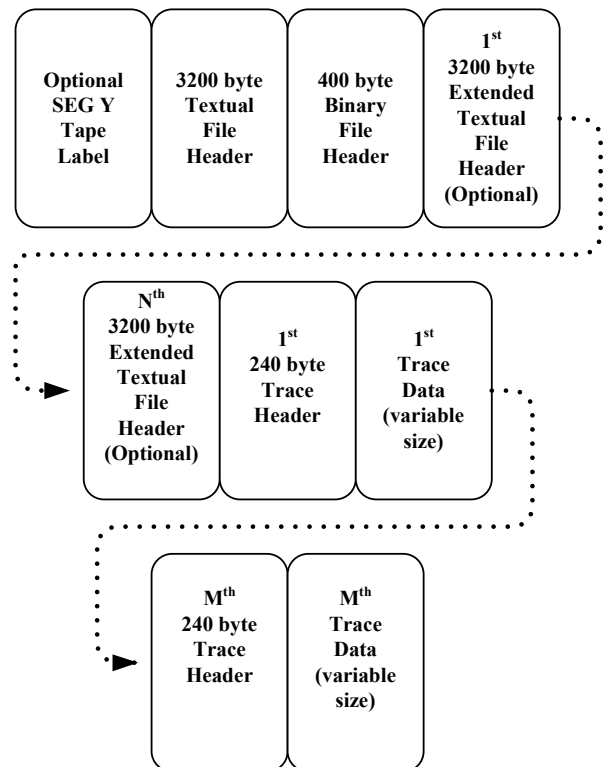 Optional
SEG Y
Tape
Label
3200 byte
Textual
File
Header
400 byte
Binary
File
Header
1st
3200 byte
Extended
Textual
File
Header
(Optional)
Nth
3200 byte
Extended
Textual
File
Header
(Optional)
1st
240 byte
Trace
Header
1st
Trace
Data
(variable
size)
Mth
240 byte
Trace
Header
Mth
Trace
Data
(variable
size)